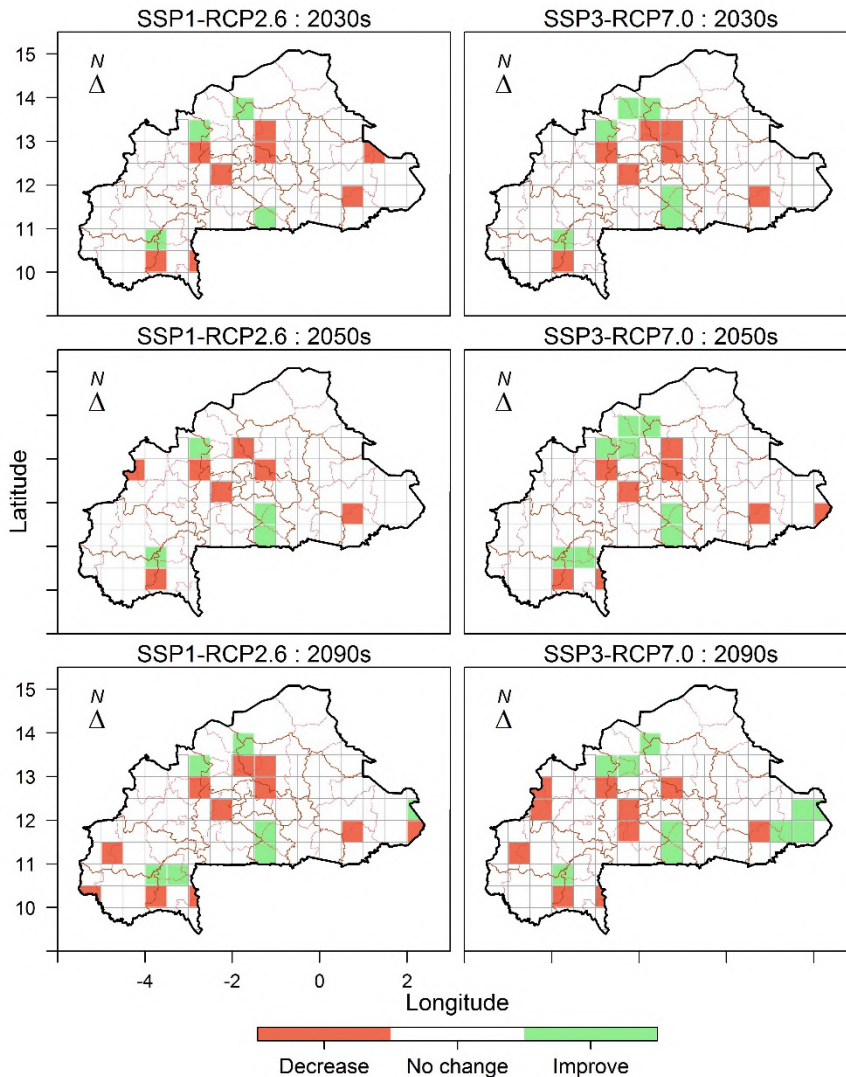 SSP1-RCP2.6 : 2030s
SSP3-RCP7.0 : 2030s
N
Δ
N
Δ
15
14
13
12
11
10
SSP1-RCP2.6 : 2050s
SSP3-RCP7.0 : 2050s
N
Δ
N
Δ
Latitude
SSP1-RCP2.6 : 2090s
SSP3-RCP7.0 : 2090s
N
Δ
N
Δ
15
14
13
12
11
10
-4
-2
0
2
Longitude
Decrease
No change
Improve